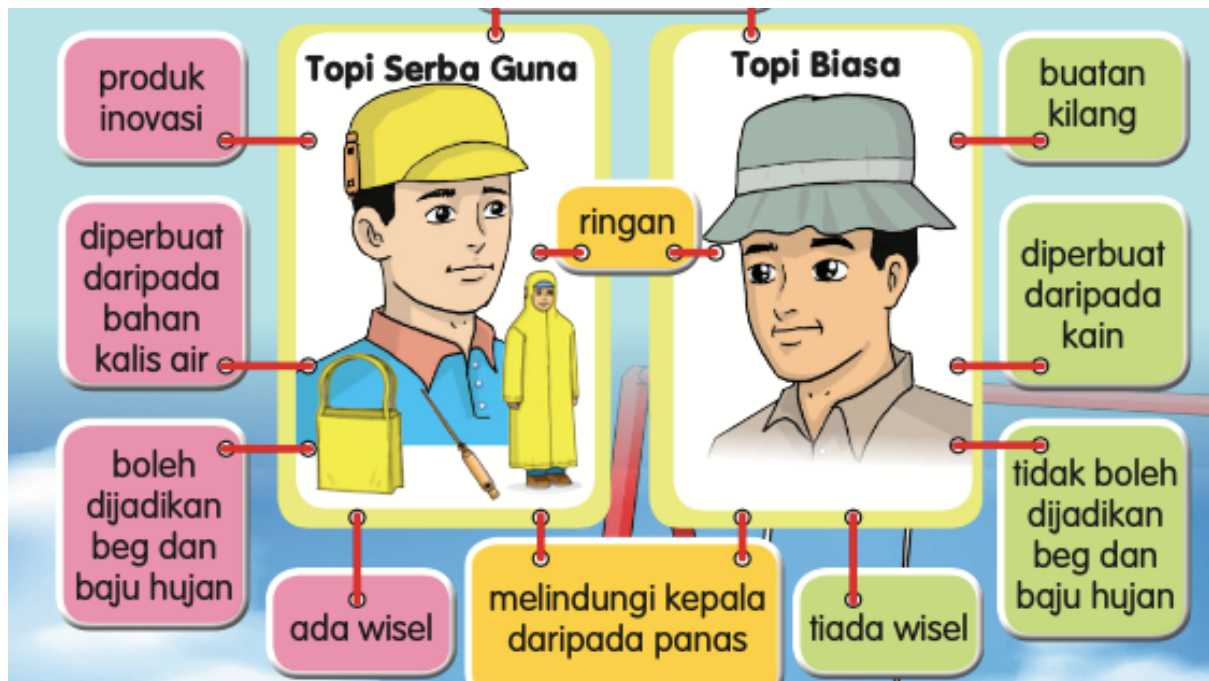 Topi Serba Guna
Topi Biasa
produk
inovasi
diperbuat
daripada
bahan
kalis air
boleh
dijadikan
beg dan
baju hujan
ada wisel
ringan
melindungi kepala
daripada panas
buatan
kilang
diperbuat
daripada
kain
tidak boleh
dijadikan
beg dan
baju hujan
tiada wisel